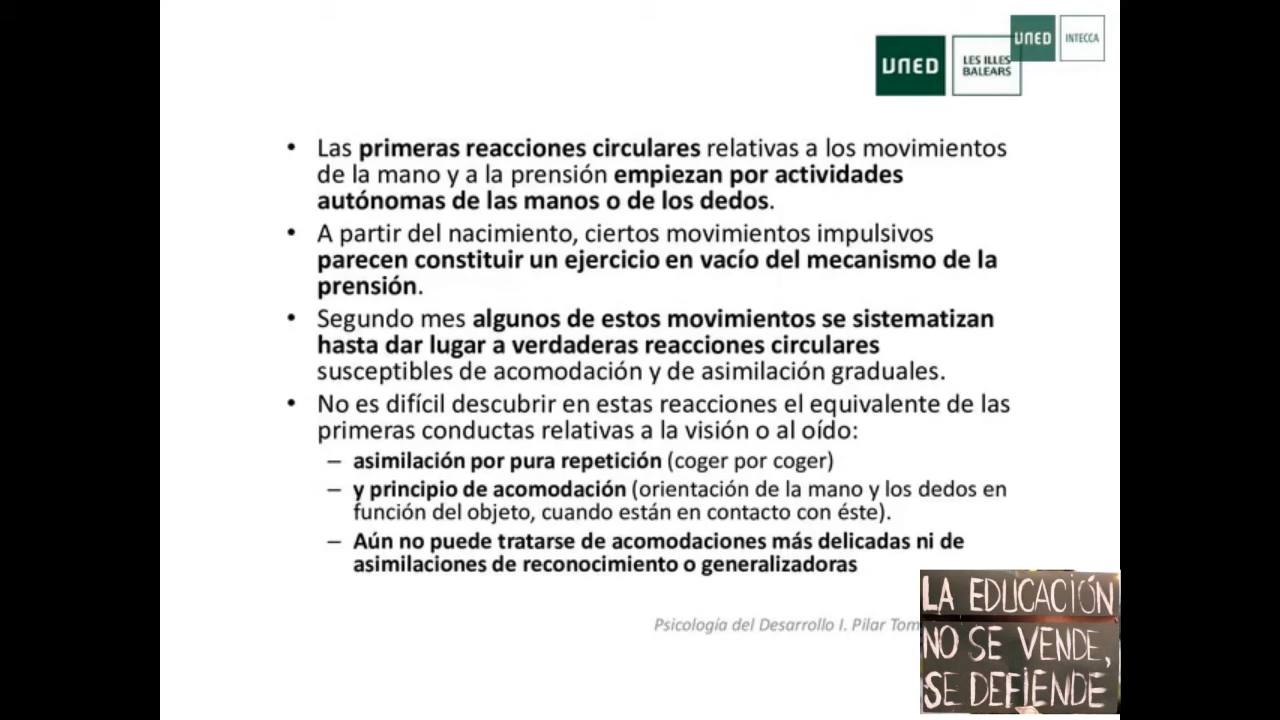 UNED
INTECCA
UNED
LES ILLES
BALEARS
• Las primeras reacciones circulares relativas a los movimientos
de la mano y a la prensión empiezan por actividades
autónomas de las manos o de los dedos.
• A partir del nacimiento, ciertos movimientos impulsivos
parecen constituir un ejercicio en vacío del mecanismo de la
prensión.
• Segundo mes algunos de estos movimientos se sistematizan
hasta dar lugar a verdaderas reacciones circulares
susceptibles de acomodación y de asimilación graduales.
• No es difícil descubrir en estas reacciones el equivalente de las
primeras conductas relativas a la visión o al oído:
– asimilación por pura repetición (coger por coger)
– y principio de acomodación (orientación de la mano y los dedos en
función del objeto, cuando están en contacto con éste).
– Aún no puede tratarse de acomodaciones más delicadas ni de
asimilaciones de reconocimiento o generalizadoras
Psicología del Desarrollo I. Pilar Tom
LA EDUCACIÓN
NO SE VENDE,
SE DEFIENDE